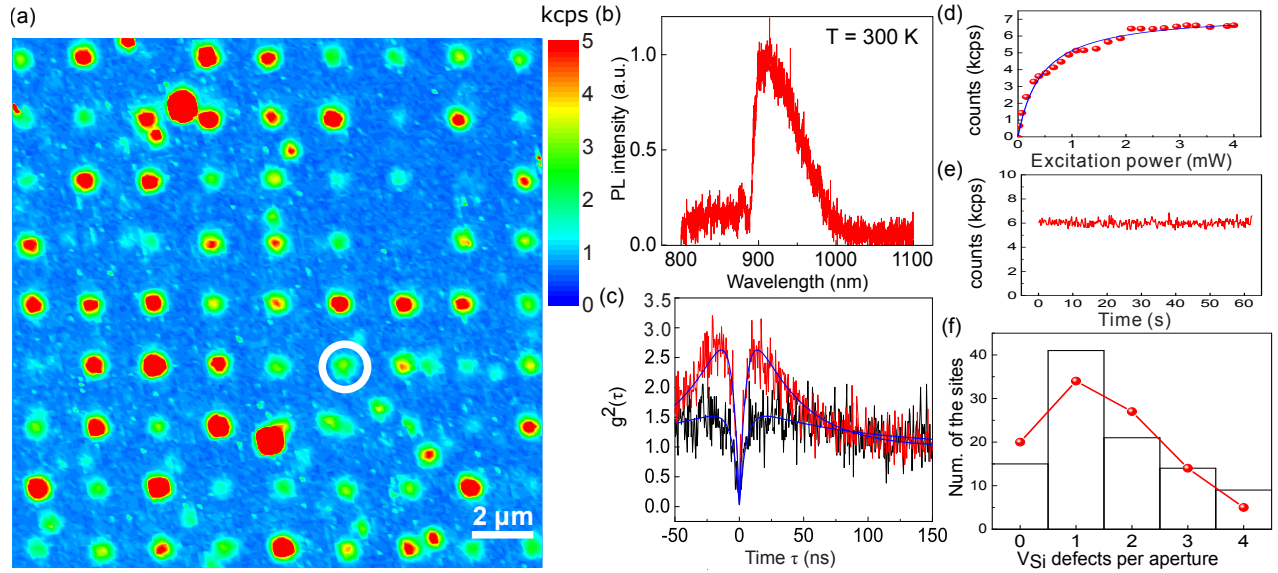 (a)
kcps
5
4
3
2
1
0
2 µm
(b)
T = 300 K
PL intensity (a.u.)
1.0
0.5
0.0
800 900 1000 1100
Wavelength (nm)
(c)
g²(τ)
3.5
3.0
2.5
2.0
1.5
1.0
0.5
0.0
-50 0 50 100 150
Time τ (ns)
(d)
counts (kcps)
7
6
5
4
3
2
1
0
0 1 2 3 4
Excitation power (mW)
(e)
counts (kcps)
10
8
6
4
2
0
0 10 20 30 40 50 60
Time (s)
(f)
Num. of the sites
40
30
20
10
0
0 1 2 3 4
VSi defects per aperture